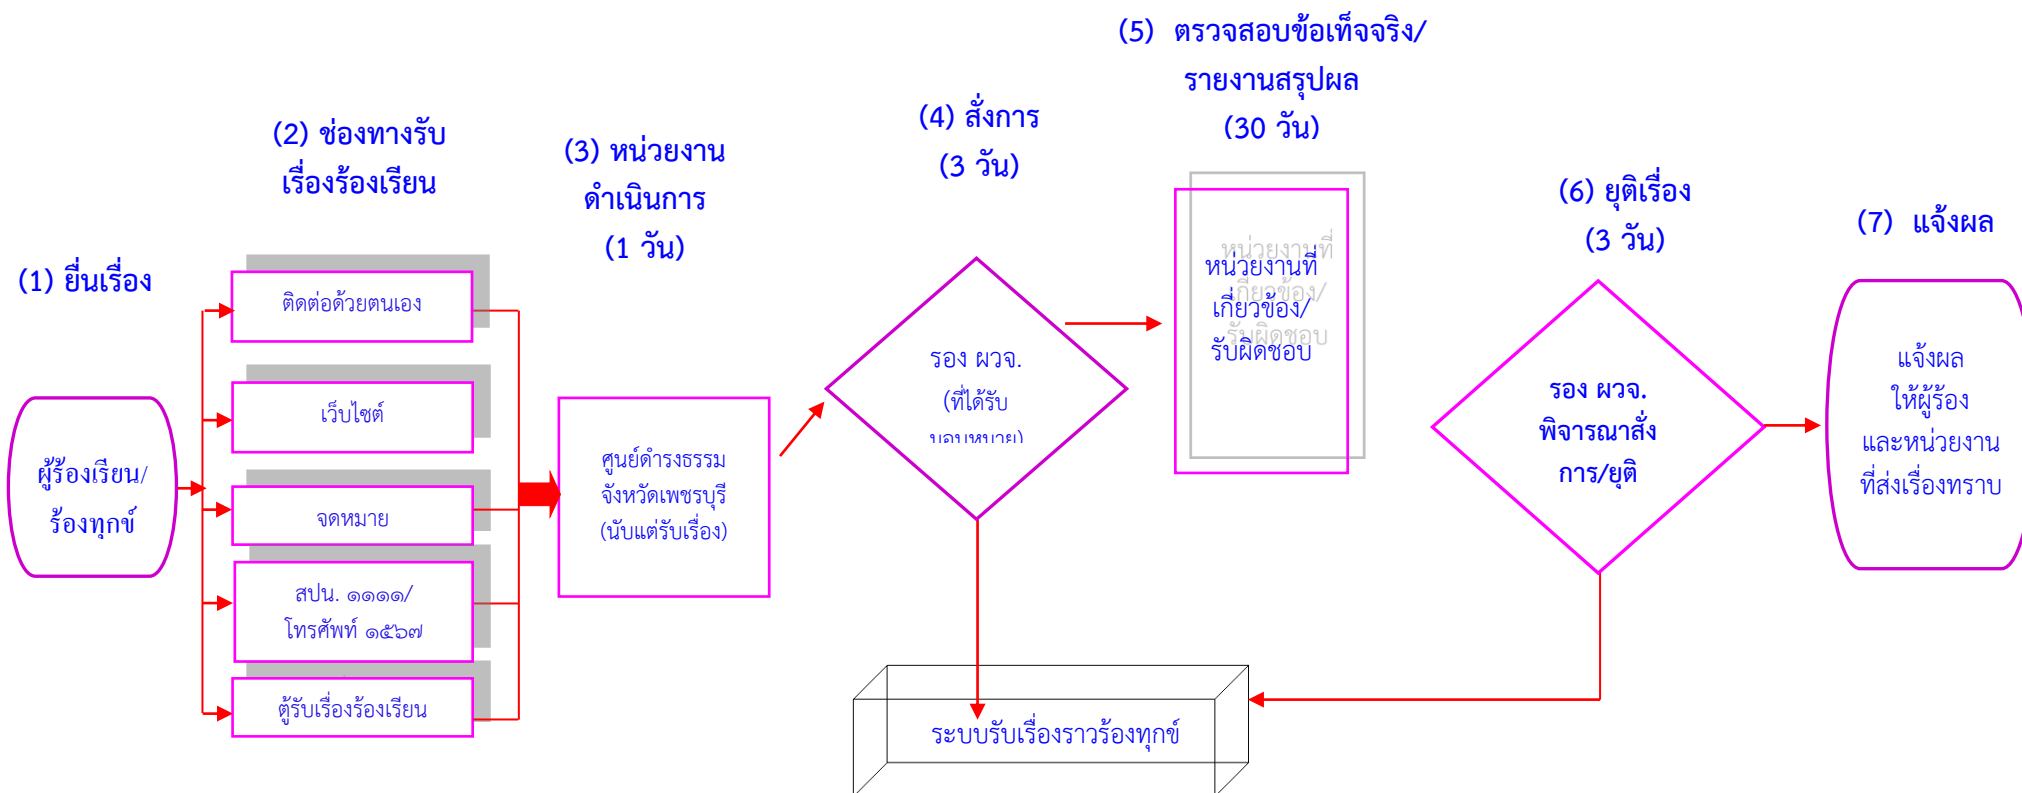 (1) ยื่นเรื่อง
ผู้ร้องเรียน/
ร้องทุกข์
(2) ช่องทางรับ
เรื่องร้องเรียน
ติดต่อด้วยตนเอง
เว็บไซต์
จดหมาย
สปน. ๑๑๑๑/
โทรศัพท์ ๑๕๖๗
ตู้รับเรื่องร้องเรียน
(3) หน่วยงาน
ดำเนินการ
(1 วัน)
ศูนย์ดำรงธรรม
จังหวัดเพชรบุรี
(นับแต่รับเรื่อง)
(4) สั่งการ
(3 วัน)
รอง ผวจ.
(ที่ได้รับ
มอบหมาย)
(5) ตรวจสอบข้อเท็จจริง/
รายงานสรุปผล
(30 วัน)
หน่วยงานที่
เกี่ยวข้อง/
รับผิดชอบ
(6) ยุติเรื่อง
(3 วัน)
รอง ผวจ.
พิจารณาสั่ง
การ/ยุติ
(7) แจ้งผล
แจ้งผล
ให้ผู้ร้อง
และหน่วยงาน
ที่ส่งเรื่องทราบ
ระบบรับเรื่องราวร้องทุกข์